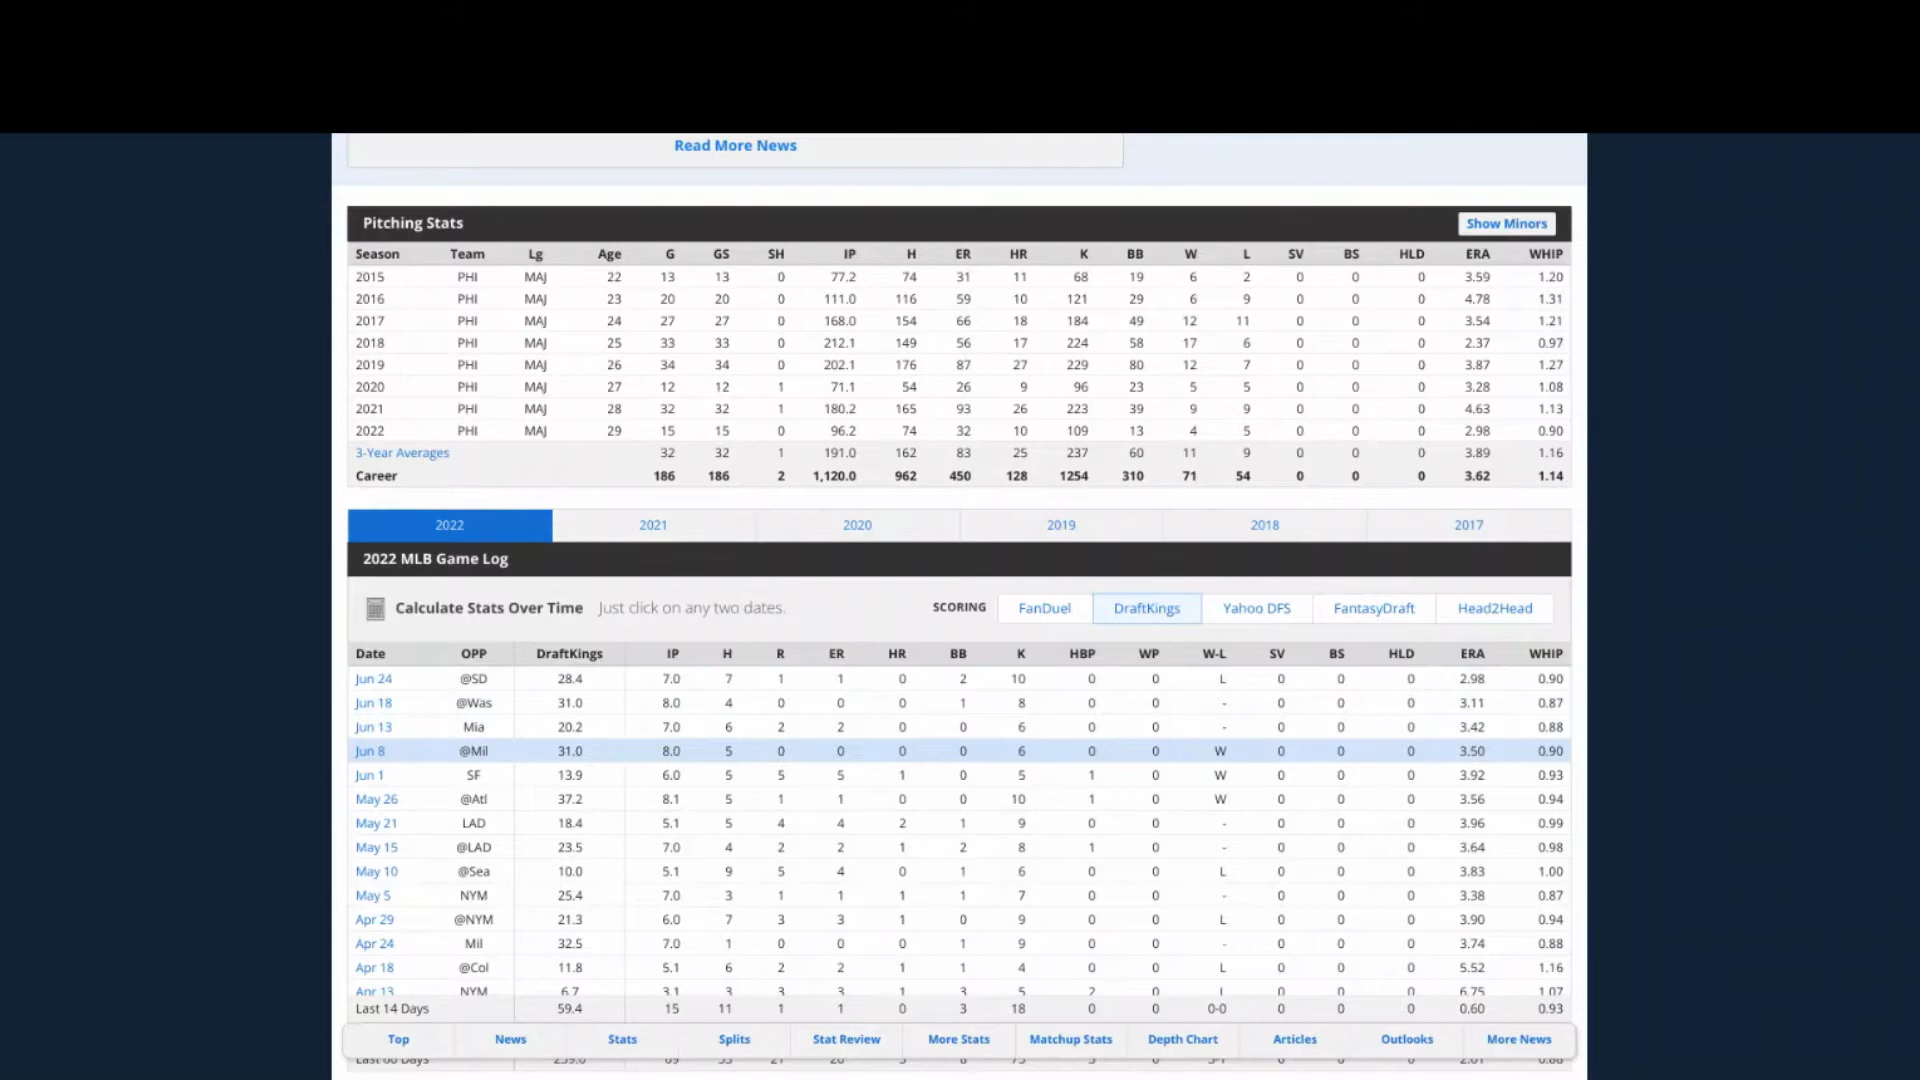 Read More News
Pitching Stats Show Minors
Season Team Lg Age G GS SH IP H ER HR K BB W L SV BS HLD ERA WHIP
2015 PHI MAJ 22 13 13 0 77.2 74 31 11 68 19 6 2 0 0 0 3.59 1.20
2016 PHI MAJ 23 20 20 0 111.0 116 59 10 121 29 6 9 0 0 0 4.78 1.31
2017 PHI MAJ 24 27 27 0 168.0 154 66 18 184 49 12 11 0 0 0 3.54 1.21
2018 PHI MAJ 25 33 33 0 212.1 149 56 17 224 58 17 6 0 0 0 2.37 0.97
2019 PHI MAJ 26 34 34 0 202.1 176 87 27 229 80 12 7 0 0 0 3.87 1.27
2020 PHI MAJ 27 12 12 1 71.1 54 26 9 96 23 5 5 0 0 0 3.28 1.08
2021 PHI MAJ 28 32 32 1 180.2 165 93 26 223 39 9 9 0 0 0 4.63 1.13
2022 PHI MAJ 29 15 15 0 96.2 74 32 10 109 13 4 5 0 0 0 2.98 0.90
3-Year Averages 32 32 1 191.0 162 83 25 237 60 11 9 0 0 0 3.89 1.16
Career 186 186 2 1,120.0 962 450 128 1254 310 71 54 0 0 0 3.62 1.14
2022 2021 2020 2019 2018 2017
2022 MLB Game Log
Calculate Stats Over Time Just click on any two dates. SCORING FanDuel DraftKings Yahoo DFS FantasyDraft Head2Head
Date OPP DraftKings IP H R ER HR BB K HBP WP W-L SV BS HLD ERA WHIP
Jun 24 @SD 28.4 7.0 7 1 1 0 2 10 0 0 L 0 0 0 2.98 0.90
Jun 18 @Was 31.0 8.0 4 0 0 0 1 8 0 0 - 0 0 0 3.11 0.87
Jun 13 Mia 20.2 7.0 6 2 2 0 0 6 0 0 - 0 0 0 3.42 0.88
Jun 8 @Mil 31.0 8.0 5 0 0 0 0 6 0 0 W 0 0 0 3.50 0.90
Jun 1 SF 13.9 6.0 5 5 5 1 0 5 1 0 W 0 0 0 3.92 0.93
May 26 @Atl 37.2 8.1 5 1 1 0 0 10 1 0 W 0 0 0 3.56 0.94
May 21 LAD 18.4 5.1 5 4 4 2 1 9 0 0 - 0 0 0 3.96 0.99
May 15 @LAD 23.5 7.0 4 2 2 1 2 8 1 0 - 0 0 0 3.64 0.98
May 10 @Sea 10.0 5.1 9 5 4 0 1 6 0 0 L 0 0 0 3.83 1.00
May 5 NYM 25.4 7.0 3 1 1 1 1 7 0 0 - 0 0 0 3.38 0.87
Apr 29 @NYM 21.3 6.0 7 3 3 1 0 9 0 0 L 0 0 0 3.90 0.94
Apr 24 Mil 32.5 7.0 1 0 0 0 1 9 0 0 - 0 0 0 3.74 0.88
Apr 18 @Col 11.8 5.1 6 2 2 1 1 4 0 0 L 0 0 0 5.52 1.16
Apr 13 NYM 6.7 3.1 3 3 3 1 3 5 2 0 L 0 0 0 6.75 1.07
Last 14 Days 59.4 15 11 1 1 0 3 18 0 0 0-0 0 0 0 0.60 0.93
Top News Stats Splits Stat Review More Stats Matchup Stats Depth Chart Articles Outlooks More News
Last 60 Days